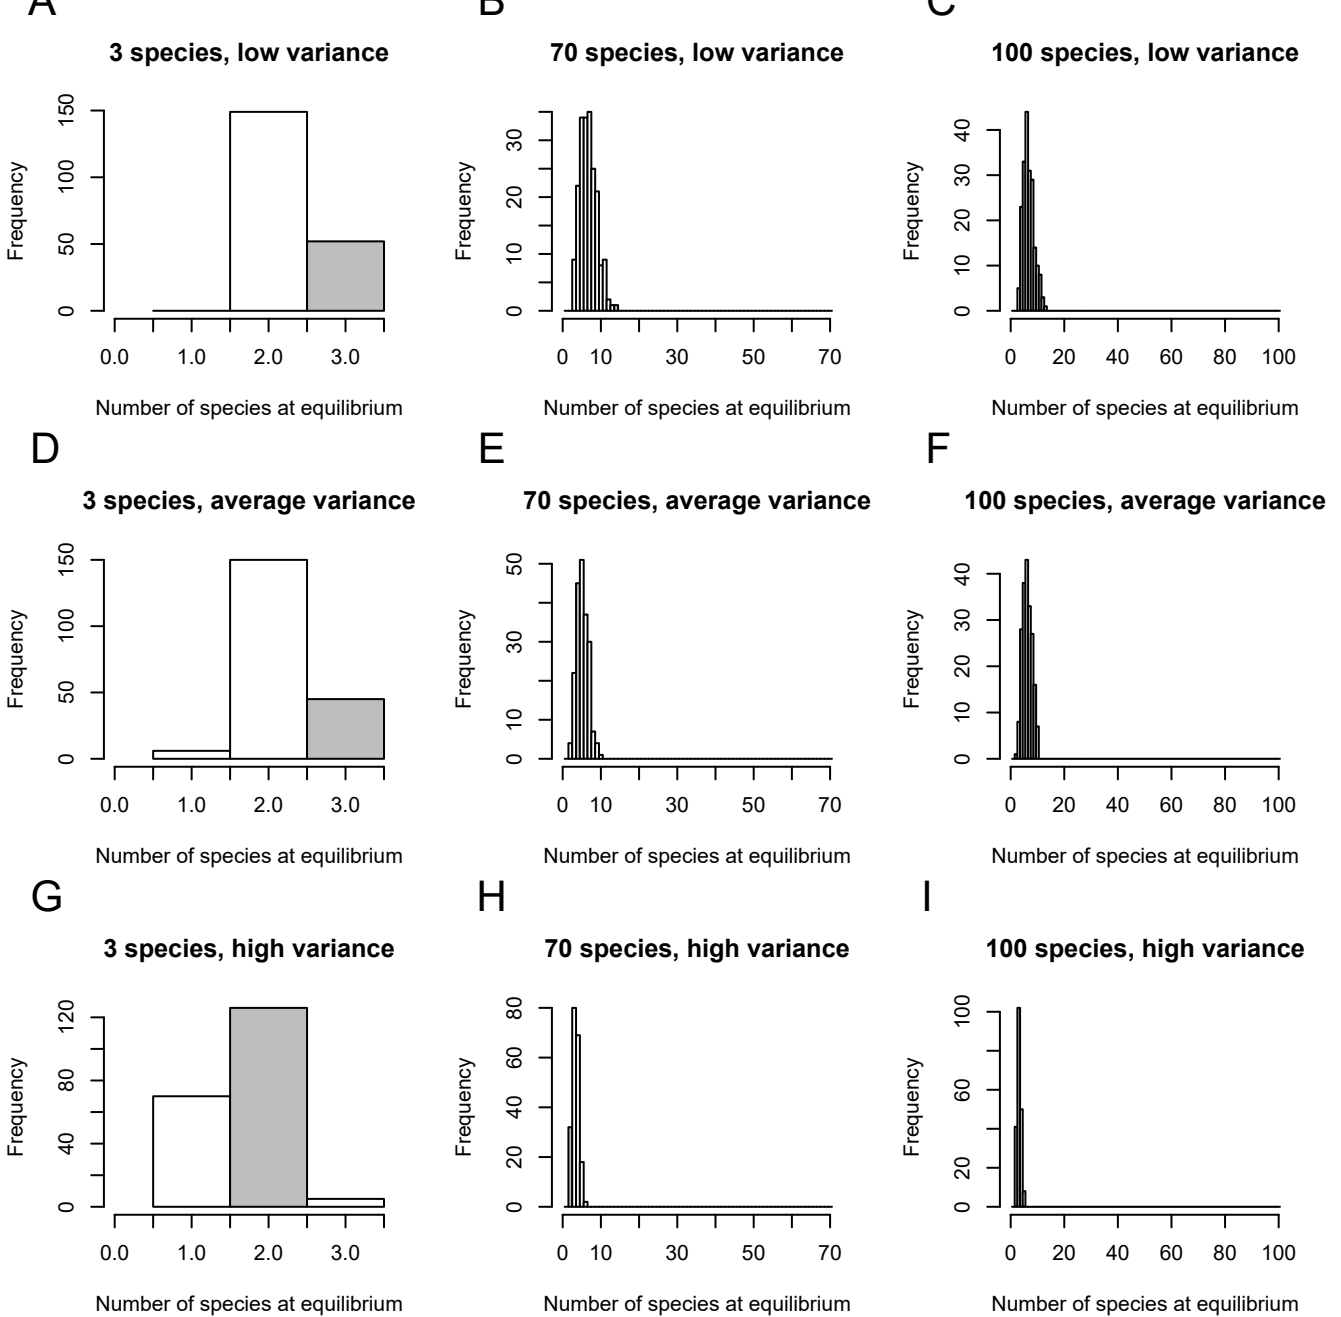 A
B
C
3 species, low variance
70 species, low variance
100 species, low variance
Frequency
0 50 100 150
0.0 1.0 2.0 3.0
Number of species at equilibrium
Frequency
0 10 20 30
0 10 30 50 70
Number of species at equilibrium
Frequency
0 10 20 30 40
0 20 40 60 80 100
Number of species at equilibrium
D
E
F
3 species, average variance
70 species, average variance
100 species, average variance
Frequency
0 50 100 150
0.0 1.0 2.0 3.0
Number of species at equilibrium
Frequency
0 10 30 50
0 10 30 50 70
Number of species at equilibrium
Frequency
0 10 20 30 40
0 20 40 60 80 100
Number of species at equilibrium
G
H
I
3 species, high variance
70 species, high variance
100 species, high variance
Frequency
0 40 80 120
0.0 1.0 2.0 3.0
Number of species at equilibrium
Frequency
0 20 40 60 80
0 10 30 50 70
Number of species at equilibrium
Frequency
0 20 60 100
0 20 40 60 80 100
Number of species at equilibrium